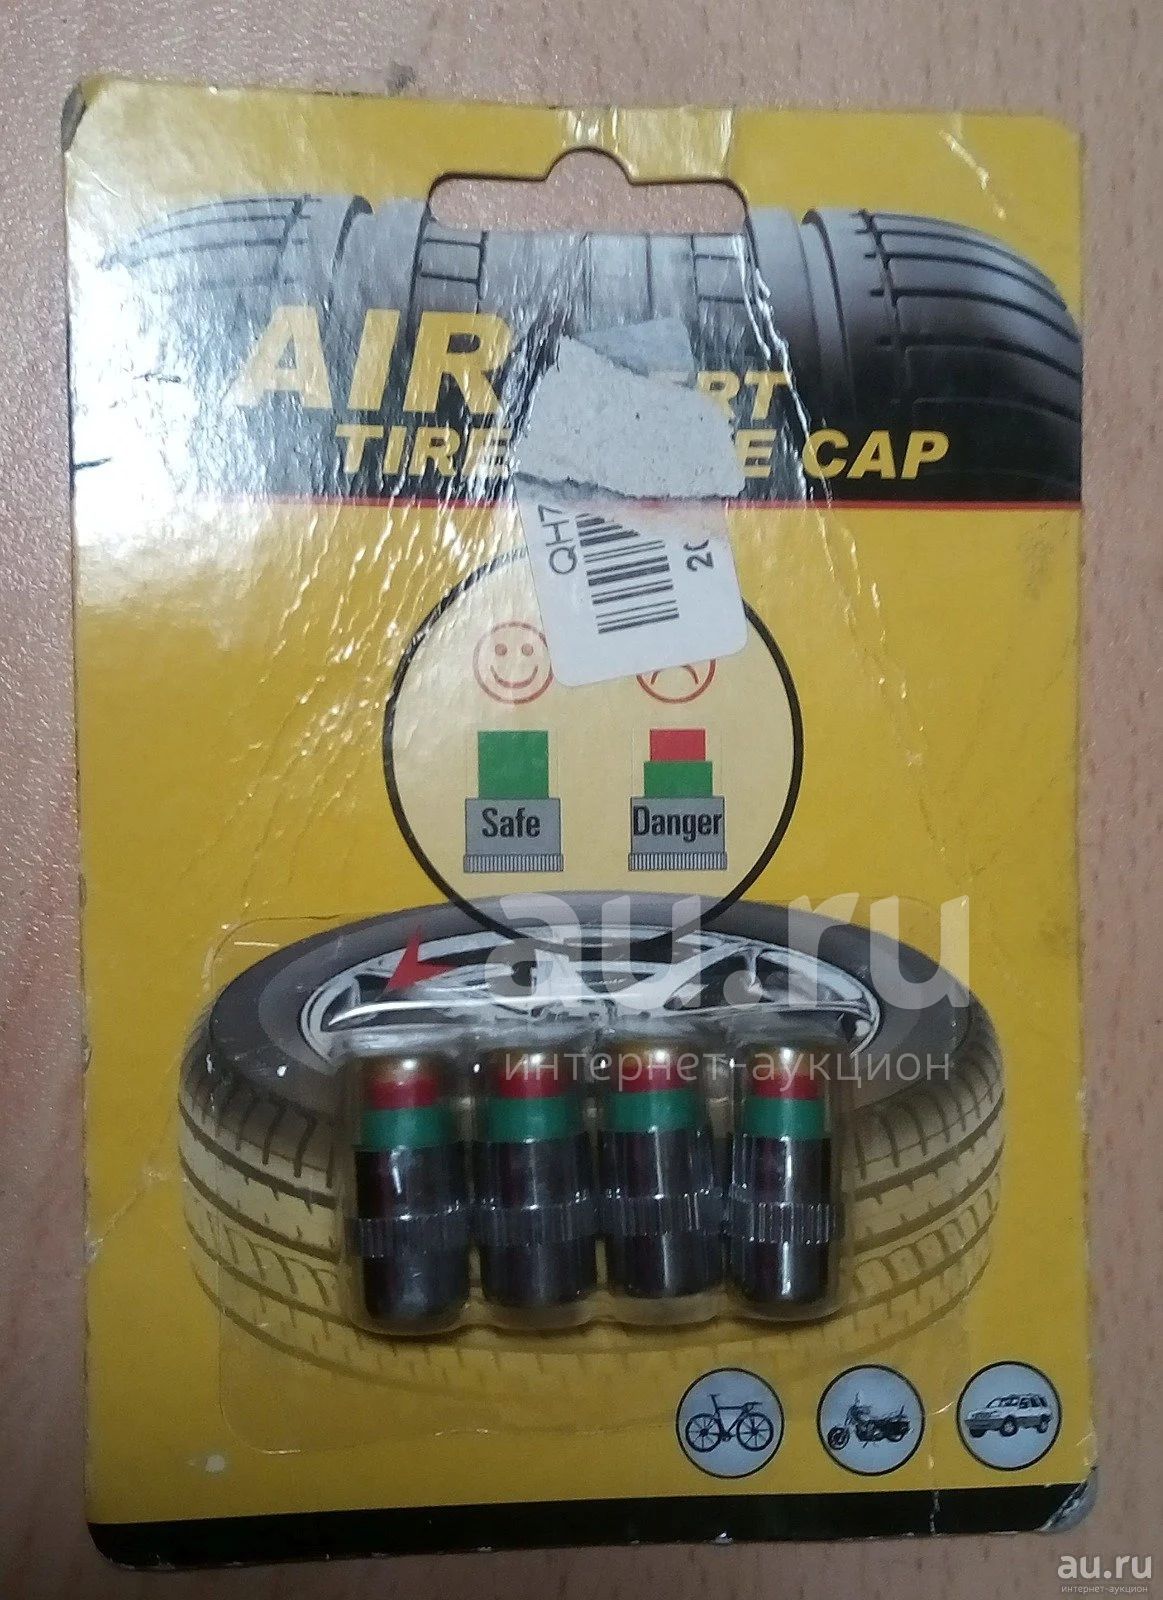 AIR
TIRE CAP
QH7
Safe
Danger
au.ru
интернет-аукцион
au.ru
интернет-аукцион